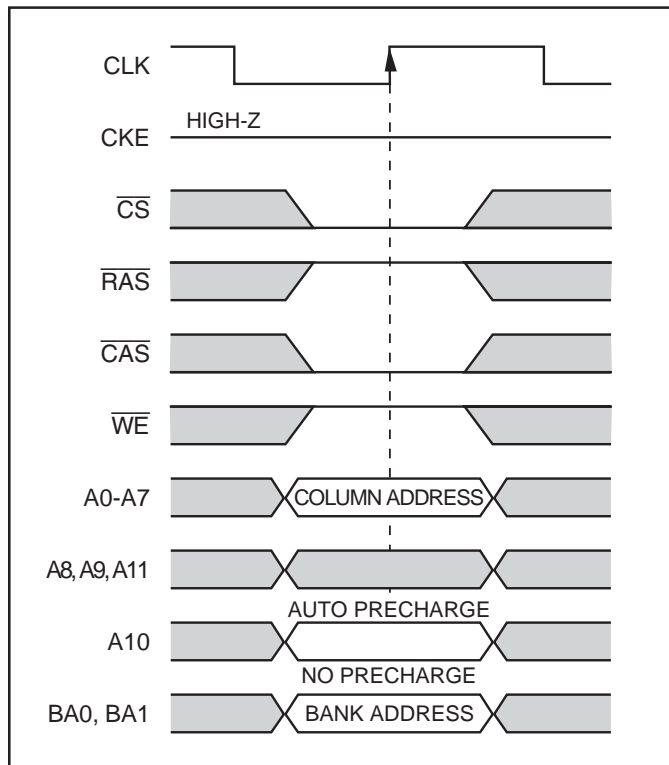 CLK
HIGH-Z
CKE
CS
RAS
CAS
WE
A0-A7 COLUMN ADDRESS
A8, A9, A11
AUTO PRECHARGE
A10
NO PRECHARGE
BA0, BA1 BANK ADDRESS